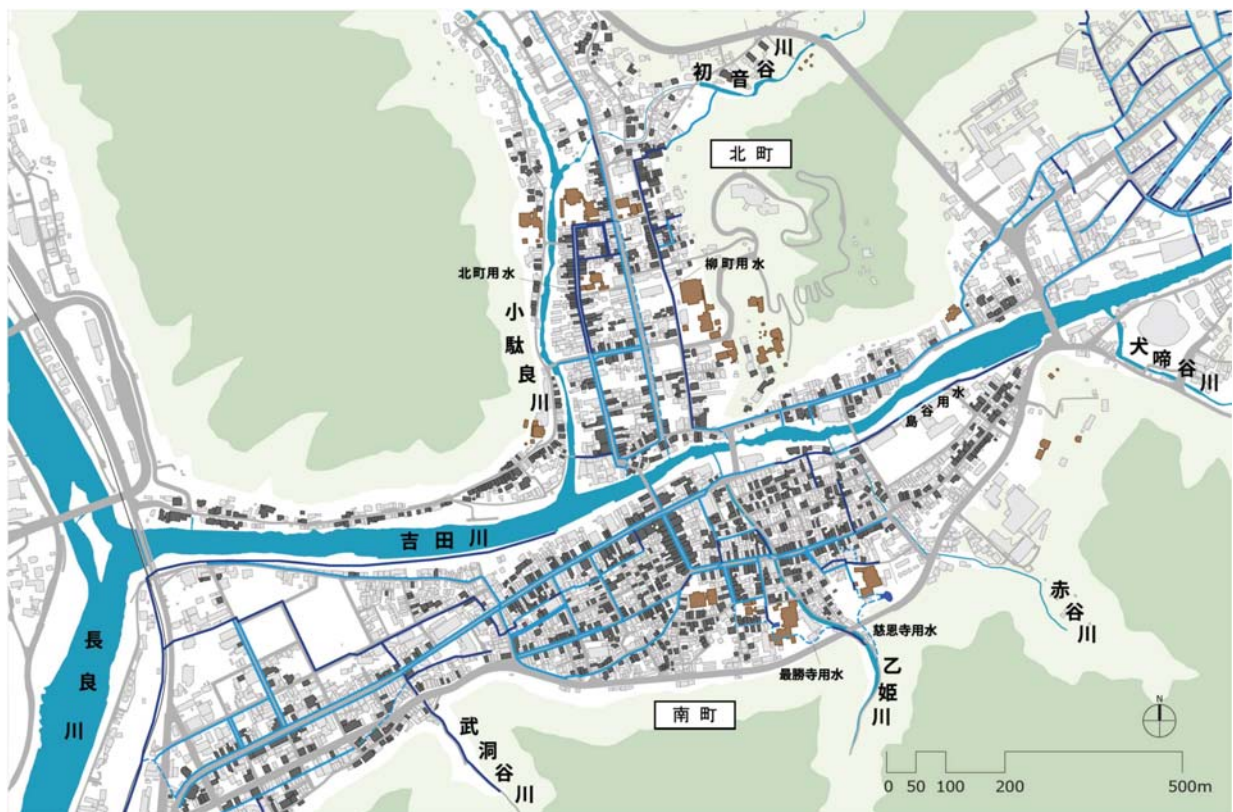 初音谷川
北町
北町用水
柳町用水
小駄良川
犬啼谷川
島谷用水
吉田川
赤谷川
長良川
慈恩寺用水
最勝寺用水
乙姫川
南町
武洞谷川
N
0 50 100 200 500m